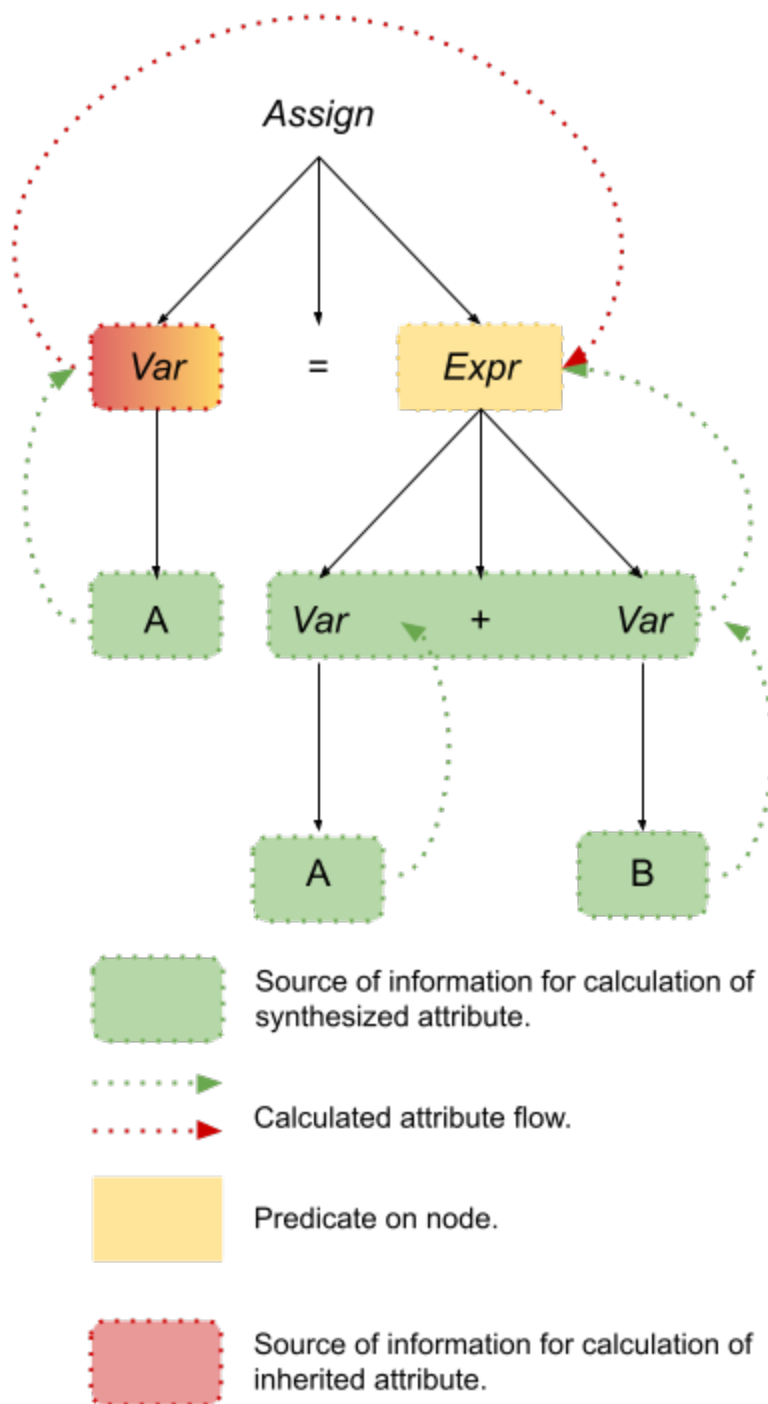 Assign
Var = Expr
A Var + Var
A B
Source of information for calculation of
synthesized attribute.
Calculated attribute flow.
Predicate on node.
Source of information for calculation of
inherited attribute.